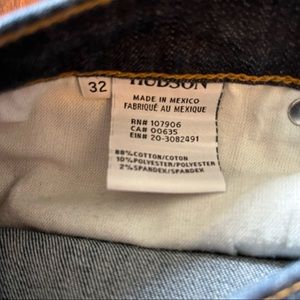 32
HUDSON
MADE IN MEXICO
FABRIQUÉ AU MEXIQUE
RN# 107906
CA# 00635
EIN# 20-3082491
88%COTTON/COTON
10%POLYESTER/POLYESTER
2%SPANDEX/SPANDEX